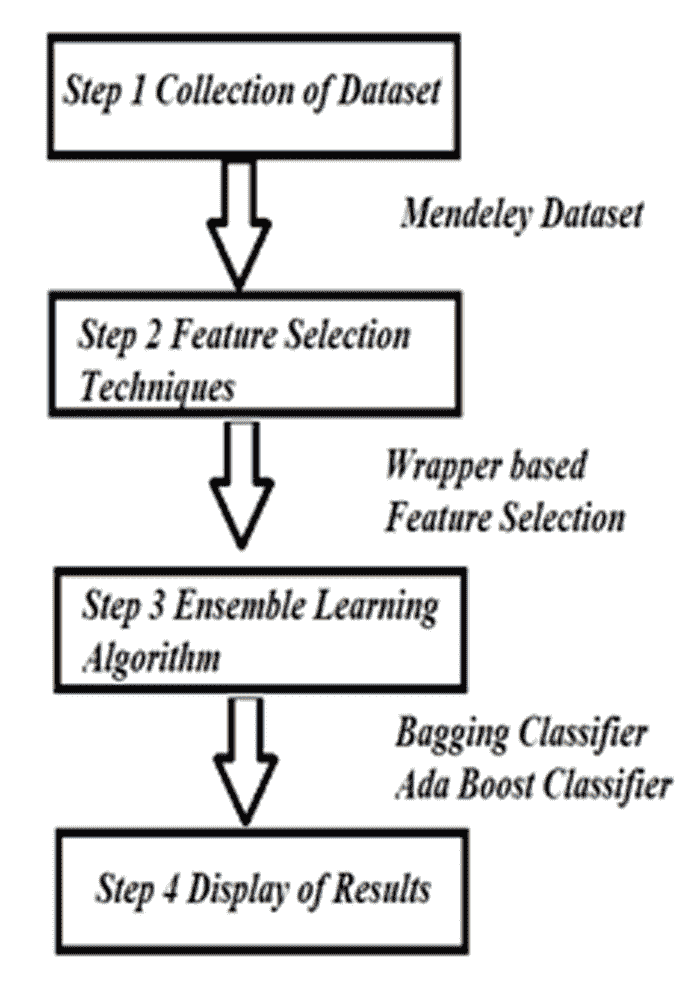 Step 1 Collection of Dataset
Mendeley Dataset
Step 2 Feature Selection
Techniques
Wrapper based
Feature Selection
Step 3 Ensemble Learning
Algorithm
Bagging Classifier
Ada Boost Classifier
Step 4 Display of Results